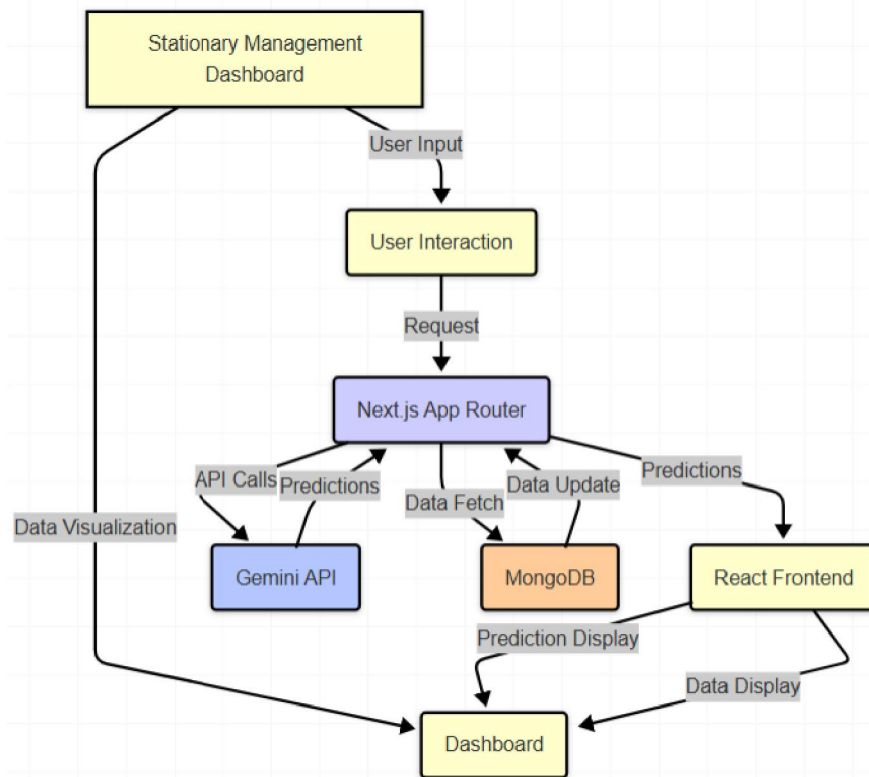 Stationary Management
Dashboard
User Input
User Interaction
Request
Next.js App Router
API Calls
Predictions
Data Fetch
Data Update
Predictions
Data Visualization
Gemini API
MongoDB
React Frontend
Prediction Display
Data Display
Dashboard